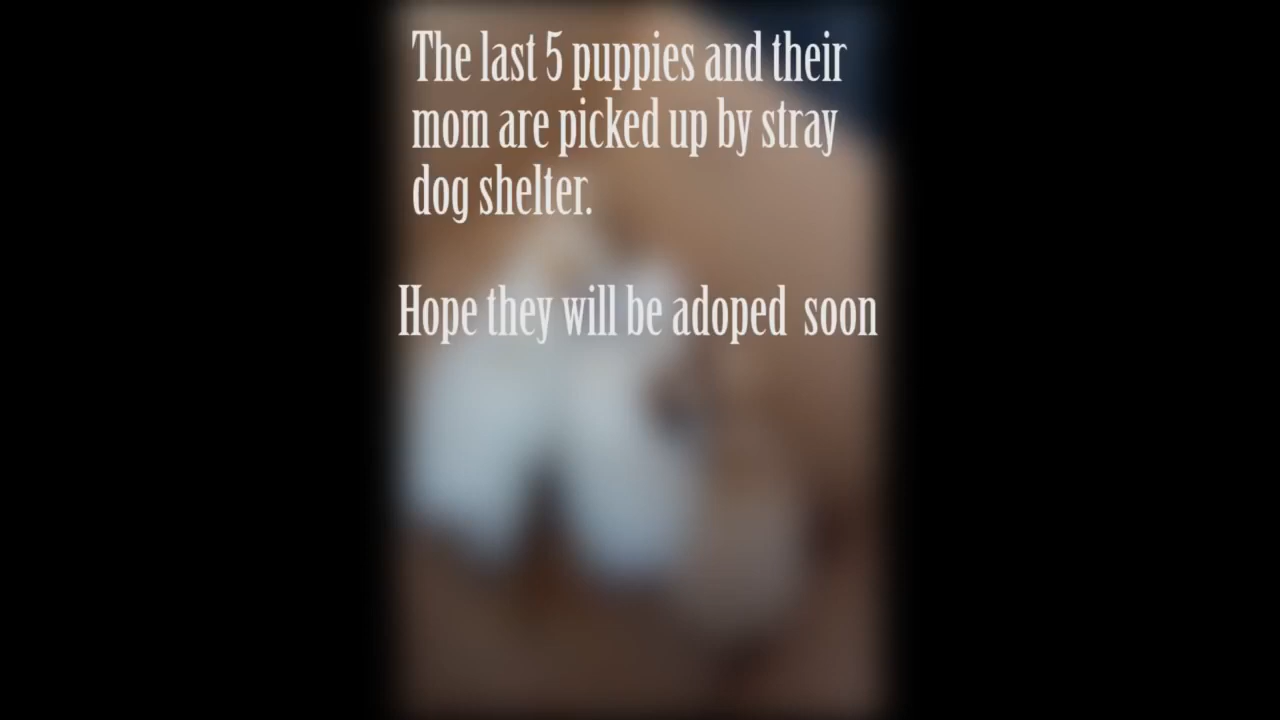 The last 5 puppies and their
mom are picked up by stray
dog shelter.
Hope they will be adoped soon